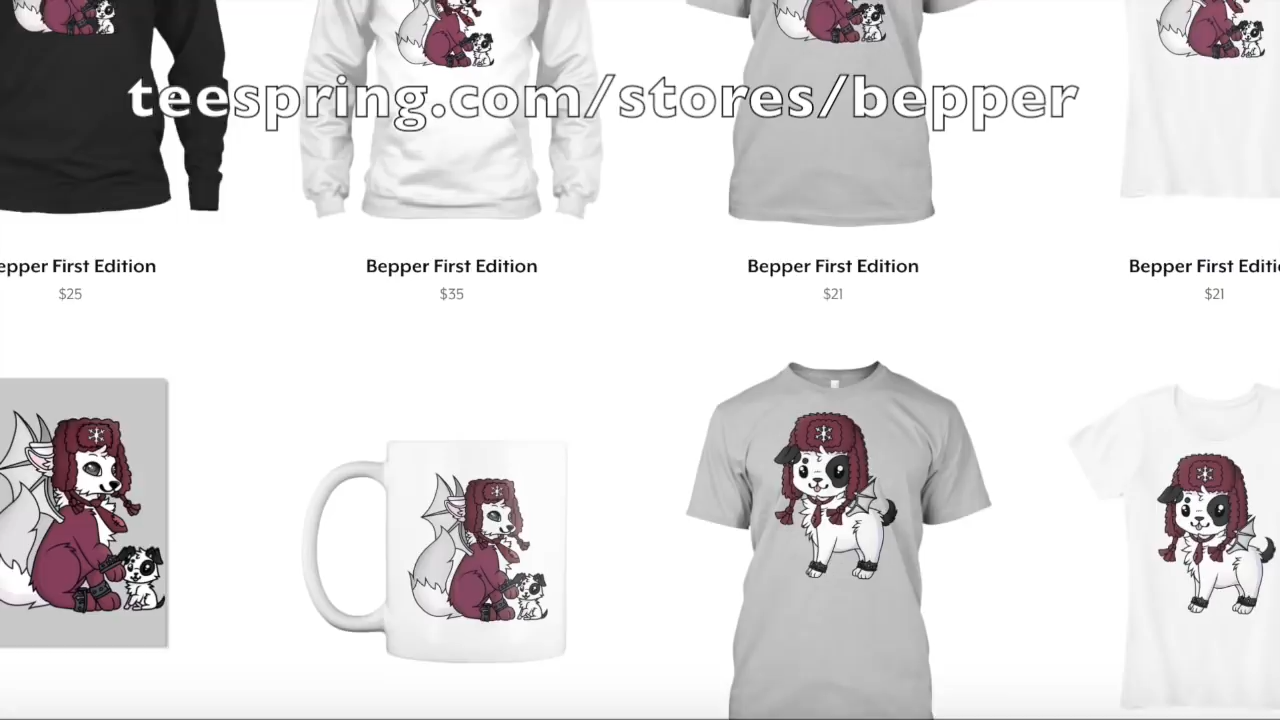 teespring.com/stores/bepper
epper First Edition
$25
Bepper First Edition
$35
Bepper First Edition
$21
Bepper First Editi
$21